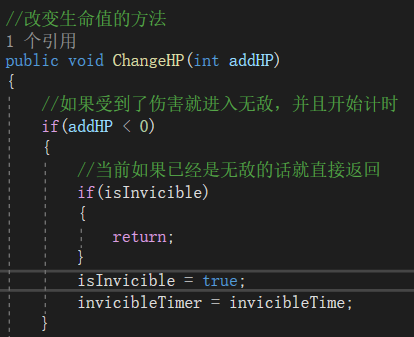 //改变生命值的方法
1 个引用
public void ChangeHP(int addHP)
{
//如果受到了伤害就进入无敌，并且开始计时
if(addHP < 0)
{
//当前如果已经是无敌的话就直接返回
if(isInvicible)
{
return;
}
isInvicible = true;
invicibleTimer = invicibleTime;
}